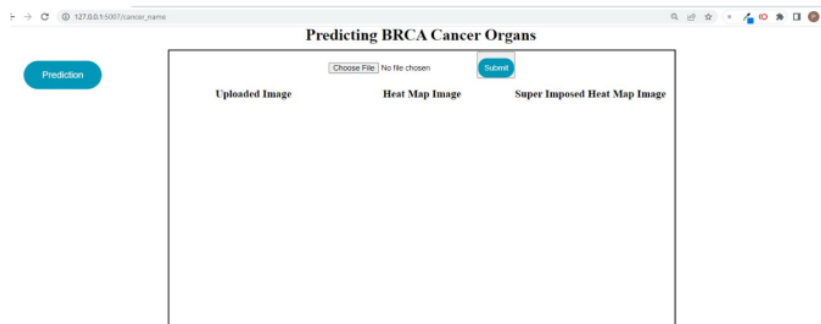 127.0.0.1:5007/cancer_name
Predicting BRCA Cancer Organs
Prediction
Choose File No file chosen Submit
Uploaded Image Heat Map Image Super Imposed Heat Map Image